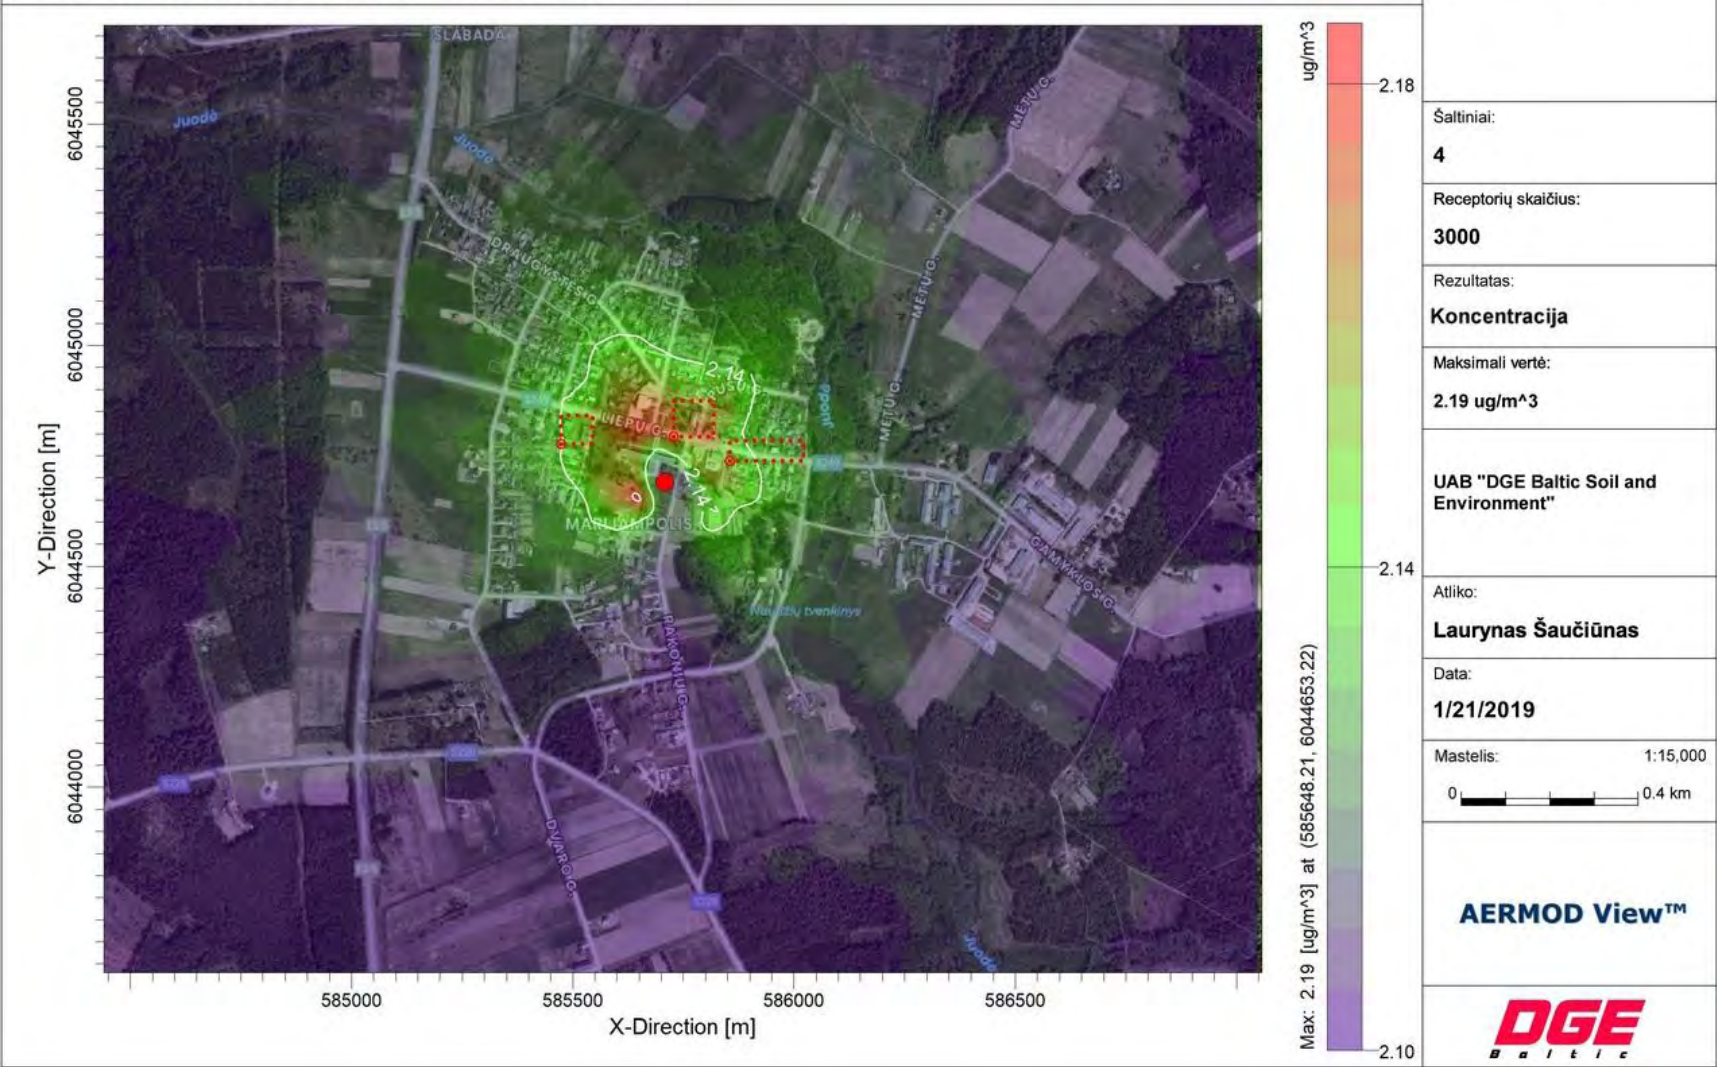 SLABADA
Juodė
Juodė
METŲ G.
DRAUGYSTĖS G.
METŲ G.
2.14
LIEPŲ G.
METŲ G.
Juodė
2.14
MARIJAMPOLIS
GAMYKLOS G.
Naudžių tvenkinys
RAKONIŲ G.
DVARO G.
Juodė
6045500
6045000
6044500
6044000
Y-Direction [m]
585000
585500
586000
586500
X-Direction [m]
ug/m^3
2.18
2.14
2.10
Max: 2.19 [ug/m^3] at (585648.21, 6044653.22)
Šaltiniai:
4
Receptorių skaičius:
3000
Rezultatas:
Koncentracija
Maksimali vertė:
2.19 ug/m^3
UAB "DGE Baltic Soil and
Environment"
Atliko:
Laurynas Šaučiūnas
Data:
1/21/2019
Mastelis:
1:15,000
0
0.4 km
AERMOD View™
DGE
Baltic